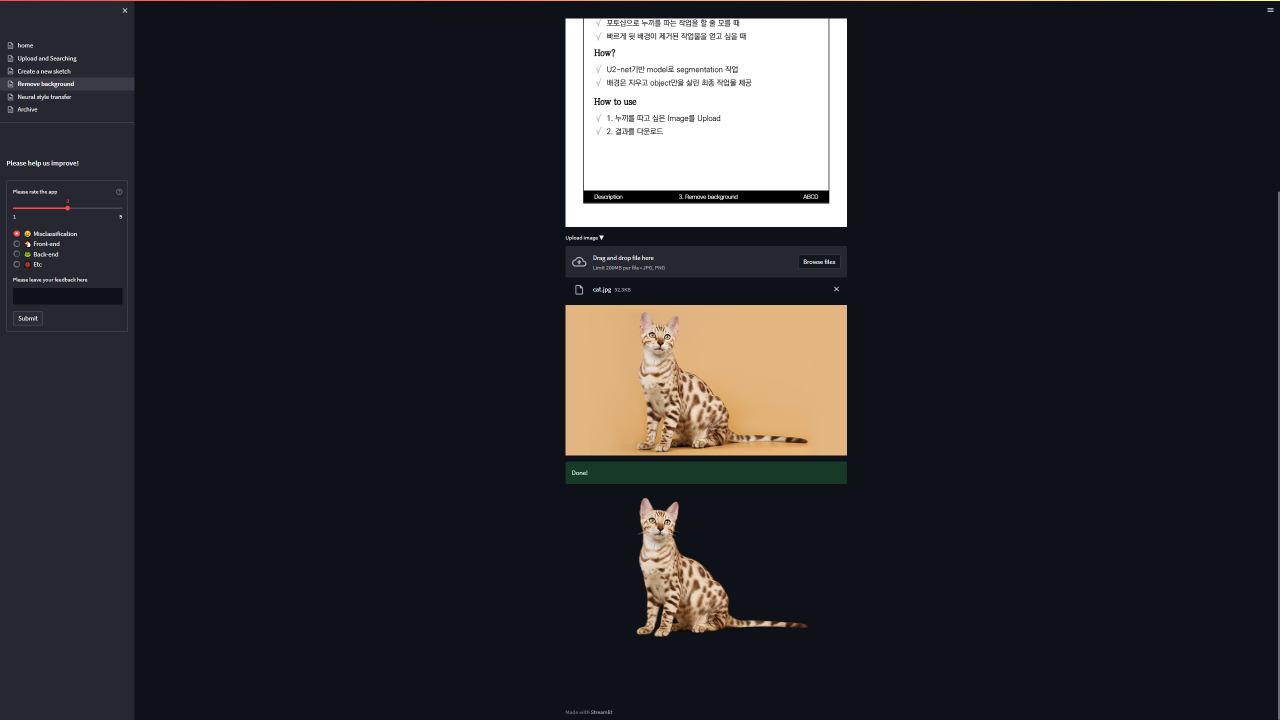 home
Upload and Searching
Create a new sketch
Remove background
Neural style transfer
Archive
Please help us improve!
Please rate the app
3
1 5
Misclassification
Front-end
Back-end
Etc
Please leave your feedback here
Submit
√ 포토샵으로 누끼를 따는 작업을 할 줄 모를 때
√ 빠르게 뒷 배경이 제거된 작업물을 얻고 싶을 때
How?
√ U2-net기반 model로 segmentation 작업
√ 배경은 지우고 object만을 살린 최종 작업물 제공
How to use
√ 1. 누끼를 따고 싶은 Image를 Upload
√ 2. 결과를 다운로드
Description 3. Remove background ABCD
Upload image▼
Drag and drop file here
Limit 200MB per file • JPG, PNG
Browse files
cat.jpg 52.3KB
Done!
Made with Streamlit